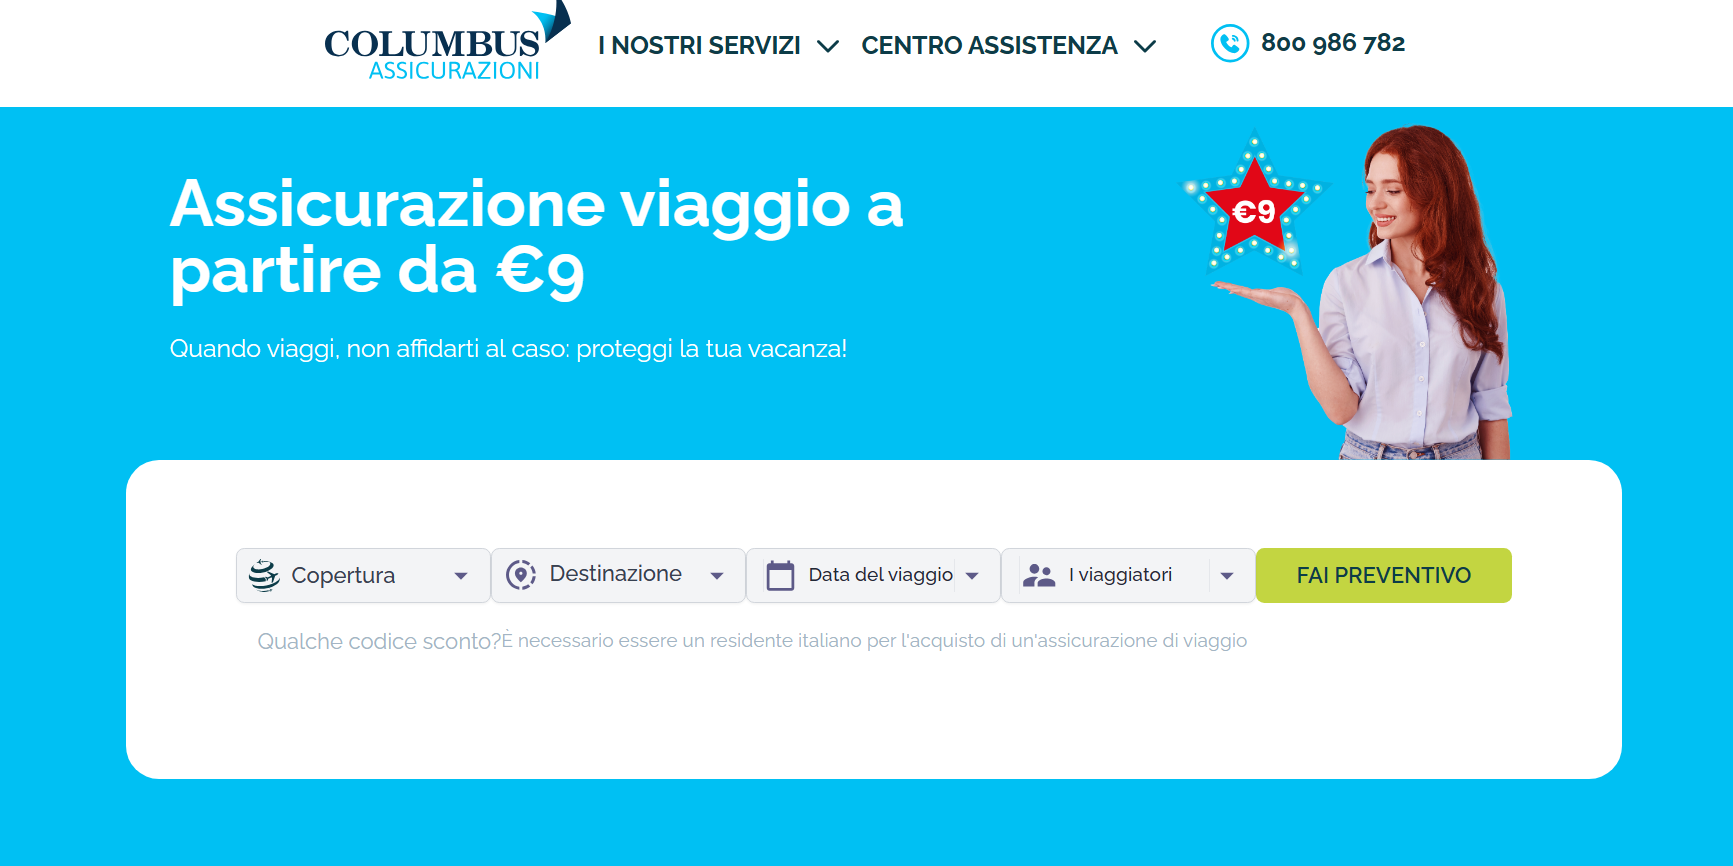 COLUMBUS
ASSICURAZIONI
I NOSTRI SERVIZI
CENTRO ASSISTENZA
800 986 782
Assicurazione viaggio a
partire da €9
Quando viaggi, non affidarti al caso: proteggi la tua vacanza!
€9
Copertura
Destinazione
Data del viaggio
I viaggiatori
FAI PREVENTIVO
Qualche codice sconto?È necessario essere un residente italiano per l'acquisto di un'assicurazione di viaggio